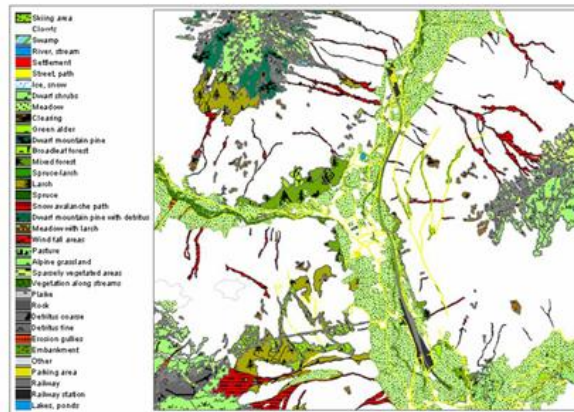 Skiing area
Clouds
Swamp
River, stream
Settlement
Street, path
Ice, snow
Dwarf shrubs
Meadow
Clearing
Green alder
Dwarf mountain pine
Broadleaf forest
Mixed forest
Spruce-larch
Larch
Spruce
Snow avalanche path
Dwarf mountain pine with debitus
Meadow with larch
Wind fall areas
Pasture
Alpine grassland
Sparsely vegetated areas
Vegetation along streams
Plaike
Rock
Debritus coarse
Debritus fine
Erosion gullies
Embankment
Other
Parking area
Railway
Railway station
Lakes, ponds